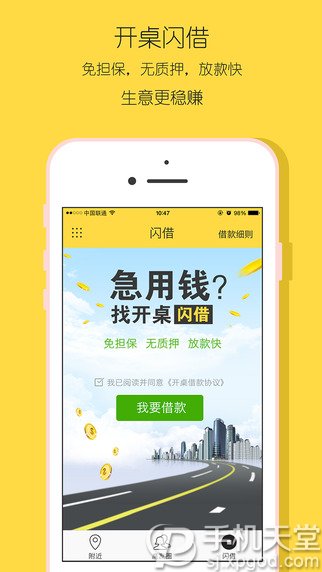 开桌闪借
免担保，无质押，放款快
生意更稳赚
中国联通
10:47
98%
闪借
借款细则
急用钱?
找开桌闪借
免担保 无质押 放款快
我已阅读并同意《开桌借款协议》
我要借款
附近
闪借
手机天堂
sj.xpgod.com